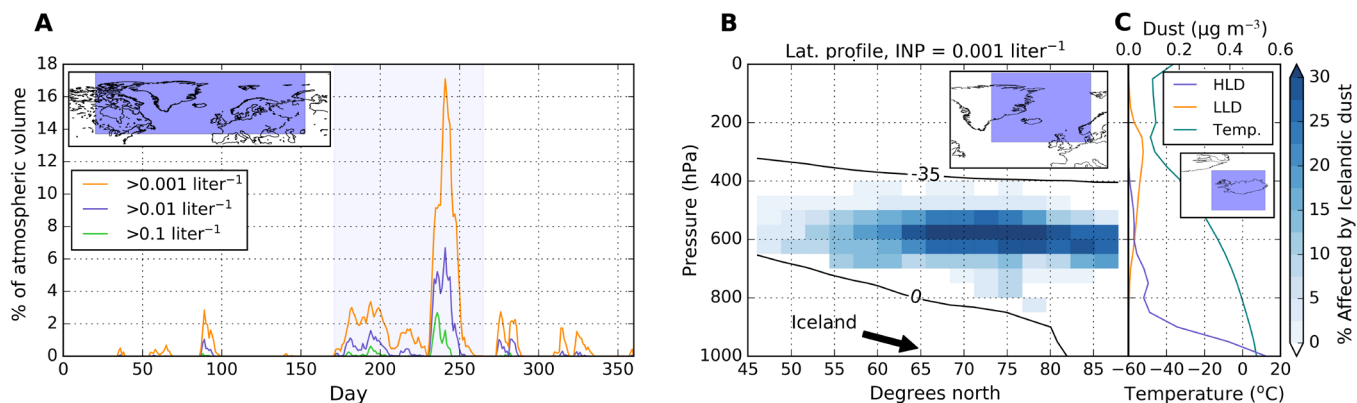 A
% of atmospheric volume
18
16
14
12
10
8
6
4
2
0
>0.001 liter⁻¹
>0.01 liter⁻¹
>0.1 liter⁻¹
0 50 100 150 200 250 300 350
Day
B
Lat. profile, INP = 0.001 liter⁻¹
Pressure (hPa)
0
200
400
600
800
1000
-35
0
Iceland
45 50 55 60 65 70 75 80 85
Degrees north
C
Dust (μg m⁻³)
0.0 0.2 0.4 0.6
HLD
LLD
Temp.
−60 −40 −20 0 20
Temperature (°C)
30
25
20
15
10
5
0
% Affected by Icelandic dust